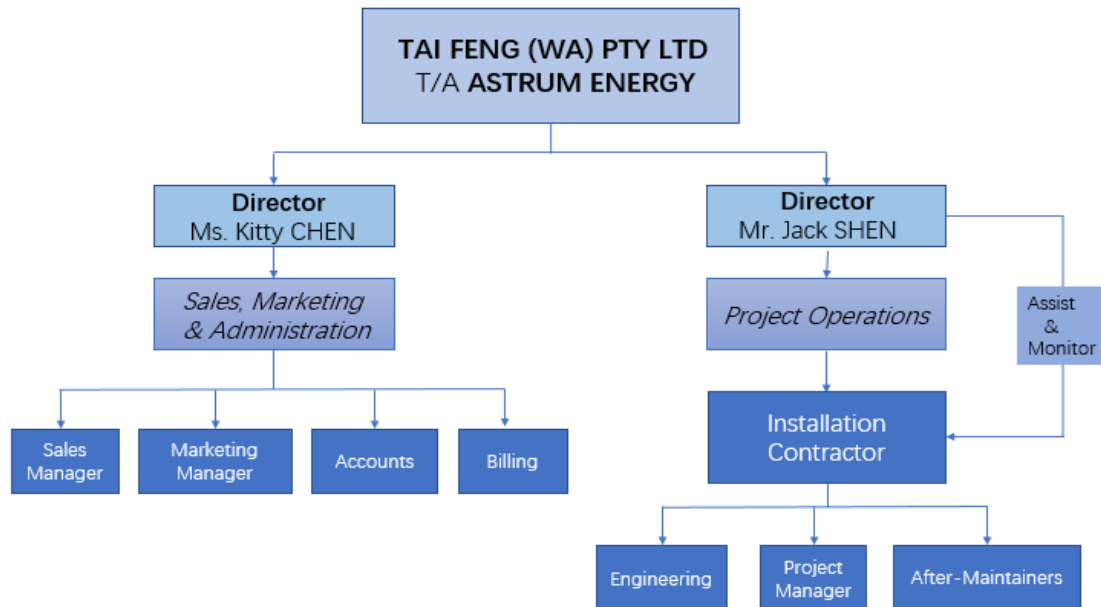 TAI FENG (WA) PTY LTD
T/A ASTRUM ENERGY
Director
Ms. Kitty CHEN
Director
Mr. Jack SHEN
Sales, Marketing
& Administration
Project Operations
Assist
&
Monitor
Installation
Contractor
Sales
Manager
Marketing
Manager
Accounts
Billing
Engineering
Project
Manager
After-Maintainers